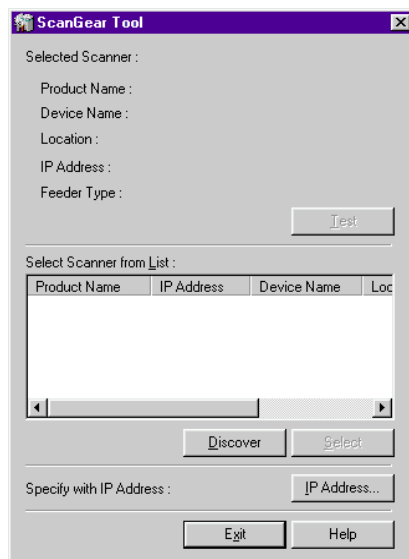 ScanGear Tool
Selected Scanner :
Product Name :
Device Name :
Location :
IP Address :
Feeder Type :
Test
Select Scanner from List :
Product Name IP Address Device Name Loc
Discover Select
Specify with IP Address : IP Address...
Exit Help